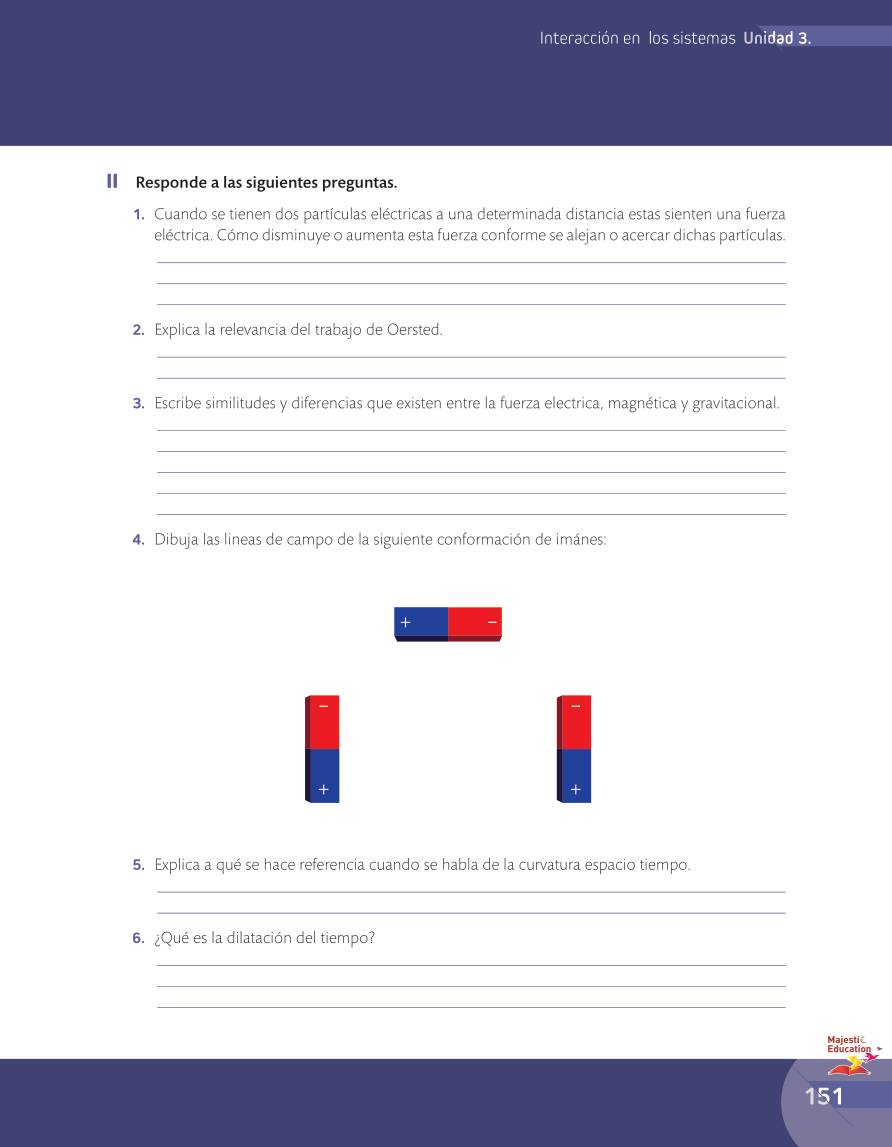 Interacción en los sistemas Unidad 3.
II Responde a las siguientes preguntas.
1. Cuando se tienen dos partículas eléctricas a una determinada distancia estas sienten una fuerza
eléctrica. Cómo disminuye o aumenta esta fuerza conforme se alejan o acercar dichas partículas.
2. Explica la relevancia del trabajo de Oersted.
3. Escribe similitudes y diferencias que existen entre la fuerza electrica, magnética y gravitacional.
4. Dibuja las lineas de campo de la siguiente conformación de imánes:
+ −
− −
+ +
5. Explica a qué se hace referencia cuando se habla de la curvatura espacio tiempo.
6. ¿Qué es la dilatación del tiempo?
Majestic
Education
151